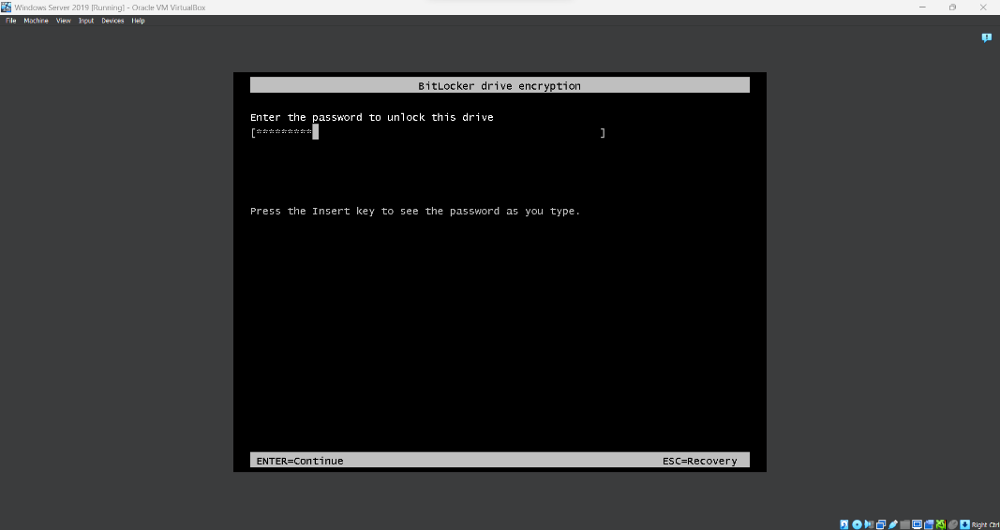 Windows Server 2019 [Running] - Oracle VM VirtualBox
File Machine View Input Devices Help
BitLocker drive encryption
Enter the password to unlock this drive
[********* ]
Press the Insert key to see the password as you type.
ENTER=Continue ESC=Recovery
Right Ctrl